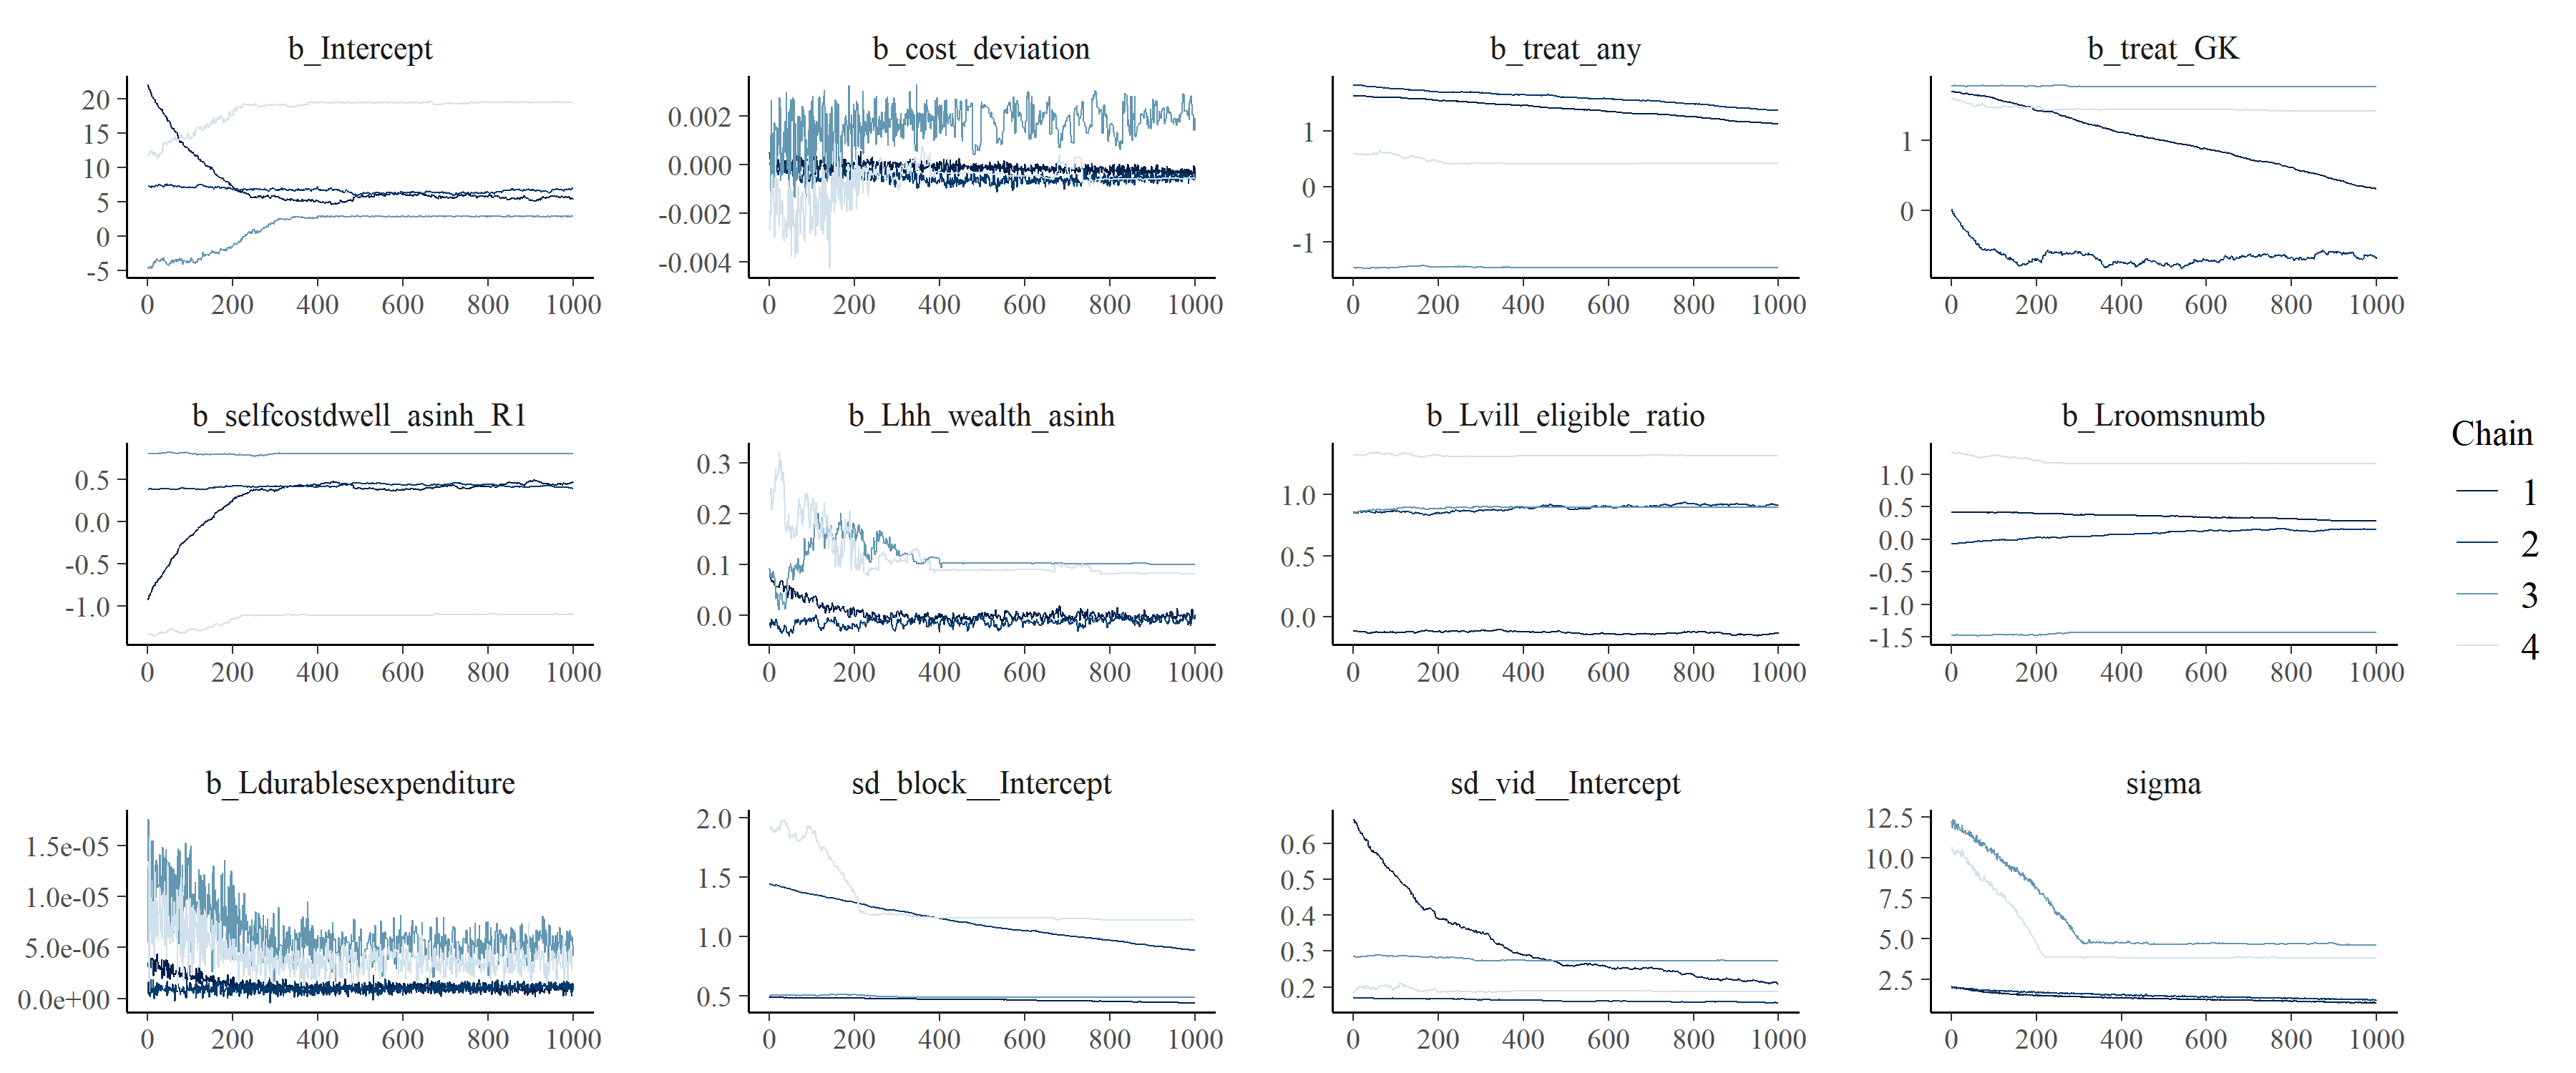 b_Intercept
20
15
10
5
0
-5
0 200 400 600 800 1000
b_cost_deviation
0.002
0.000
-0.002
-0.004
0 200 400 600 800 1000
b_treat_any
1
0
-1
0 200 400 600 800 1000
b_treat_GK
1
0
0 200 400 600 800 1000
b_selfcostdwell_asinh_R1
0.5
0.0
-0.5
-1.0
0 200 400 600 800 1000
b_Lhh_wealth_asinh
0.3
0.2
0.1
0.0
0 200 400 600 800 1000
b_Lvill_eligible_ratio
1.0
0.5
0.0
0 200 400 600 800 1000
b_Lroomsnumb
1.0
0.5
0.0
-0.5
-1.0
-1.5
0 200 400 600 800 1000
Chain
1
2
3
4
b_Ldurablesexpenditure
1.5e-05
1.0e-05
5.0e-06
0.0e+00
0 200 400 600 800 1000
sd_block__Intercept
2.0
1.5
1.0
0.5
0 200 400 600 800 1000
sd_vid__Intercept
0.6
0.5
0.4
0.3
0.2
0 200 400 600 800 1000
sigma
12.5
10.0
7.5
5.0
2.5
0 200 400 600 800 1000